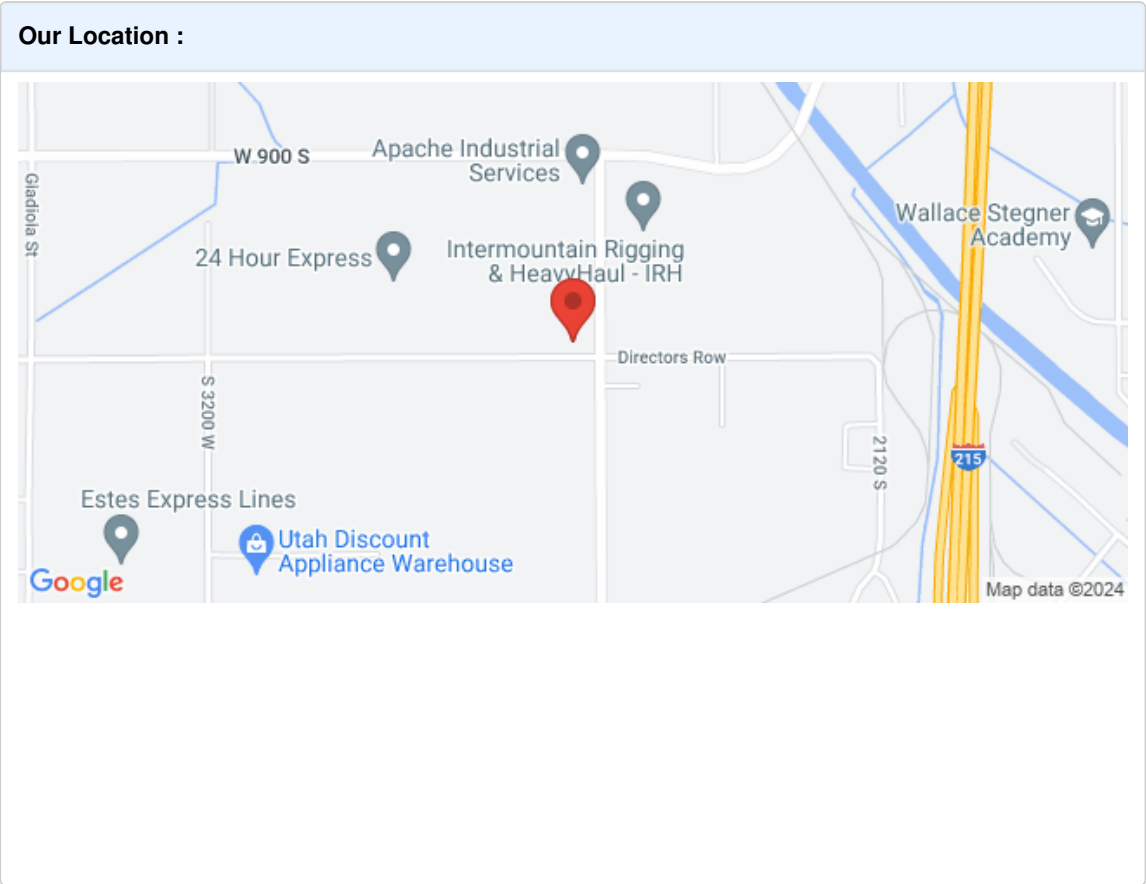 Our Location :
W 900 S
Apache Industrial
Services
Gladiola St
Wallace Stegner
Academy
24 Hour Express
Intermountain Rigging
& HeavyHaul - IRH
Directors Row
S 3200 W
2120 S
215
Estes Express Lines
Utah Discount
Appliance Warehouse
Google
Map data ©2024